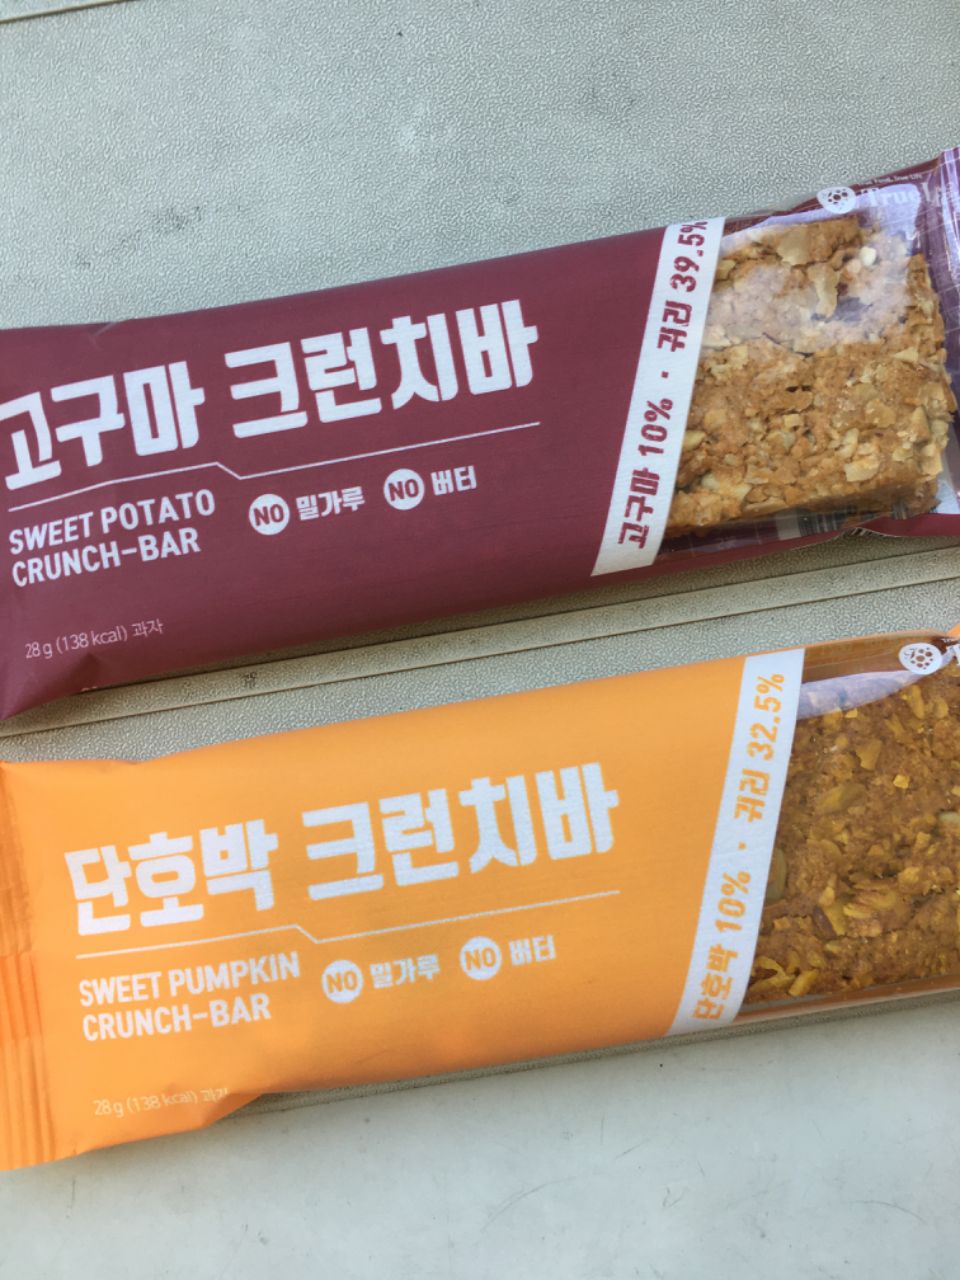 고구마 크런치바
SWEET POTATO
CRUNCH-BAR
NO 밀가루 NO 버터
28 g (138 kcal) 과자
고구마 10% · 귀리 39.5%
단호박 크런치바
SWEET PUMPKIN
CRUNCH-BAR
NO 밀가루 NO 버터
28 g (138 kcal) 과자
단호박 10% · 귀리 32.5%